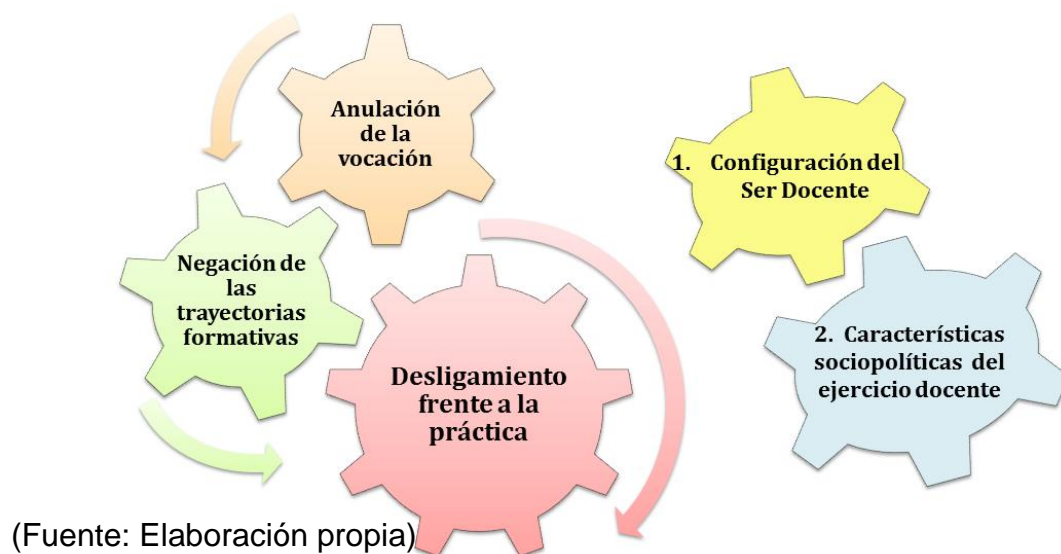 Anulación
de la
vocación
Negación de
las
trayectorias
formativas
Desligamiento
frente a la
práctica
1. Configuración del
Ser Docente
2. Características
sociopolíticas del
ejercicio docente
(Fuente: Elaboración propia)